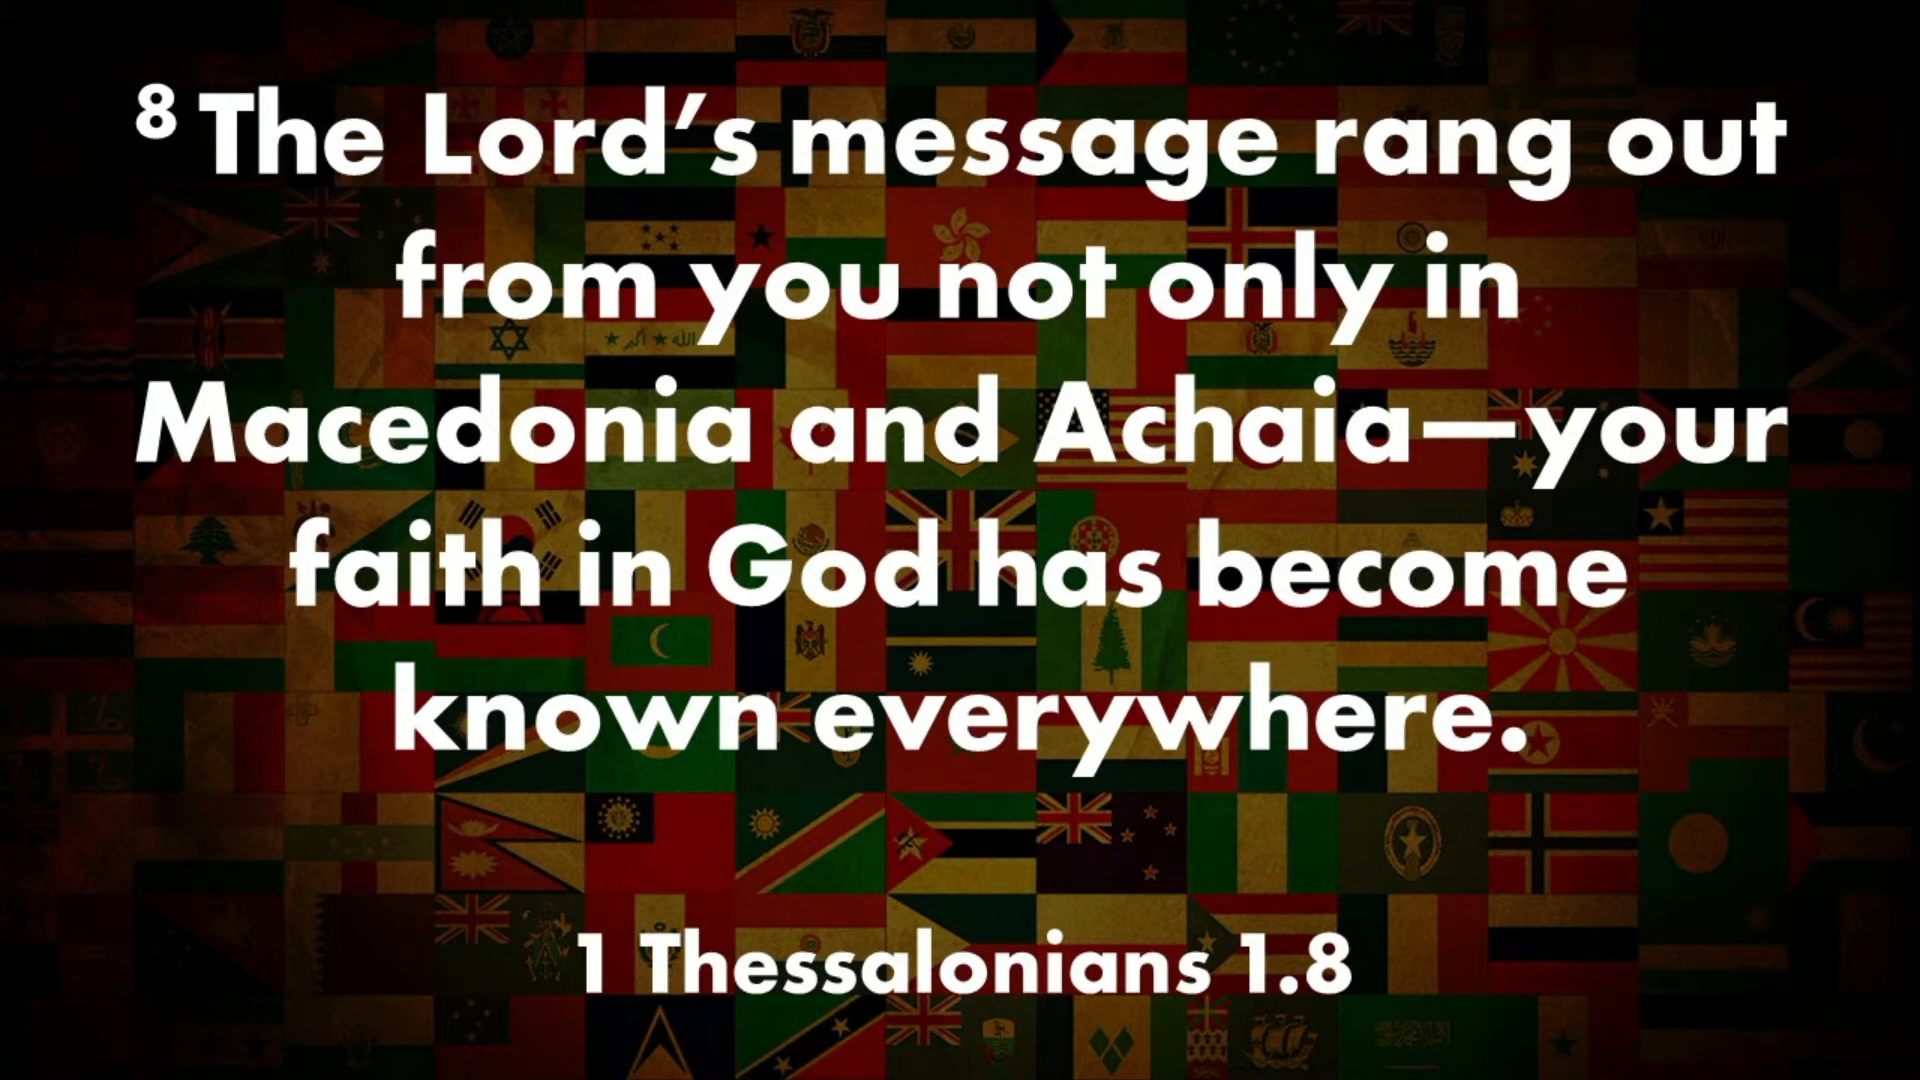 8 The Lord’s message rang out
from you not only in
Macedonia and Achaia—your
faith in God has become
known everywhere.
1 Thessalonians 1.8